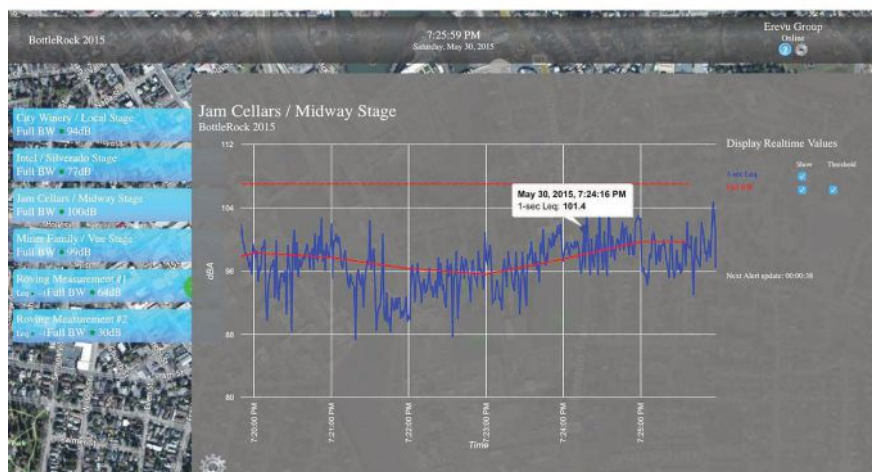 BottleRock 2015
7:25:59 PM
Saturday, May 30, 2015
Erevu Group
Online
City Winery / Local Stage
Full BW 94dB
Intel / Silverado Stage
Full BW 77dB
Jam Cellars / Midway Stage
Full BW 100dB
Miner Family / Vue Stage
Full BW 99dB
Roving Measurement #1
Leq Full BW 64dB
Roving Measurement #2
Full BW 30dB
Jam Cellars / Midway Stage
BottleRock 2015
112
104
96
88
80
dBA
May 30, 2015, 7:24:16 PM
1-sec Leq: 101.4
7:20:00 PM
7:21:00 PM
7:22:00 PM
7:23:00 PM
7:24:00 PM
7:25:00 PM
Time
Display Realtime Values
Show Threshold
1-sec Leq
Next Alert update: 00:00:38